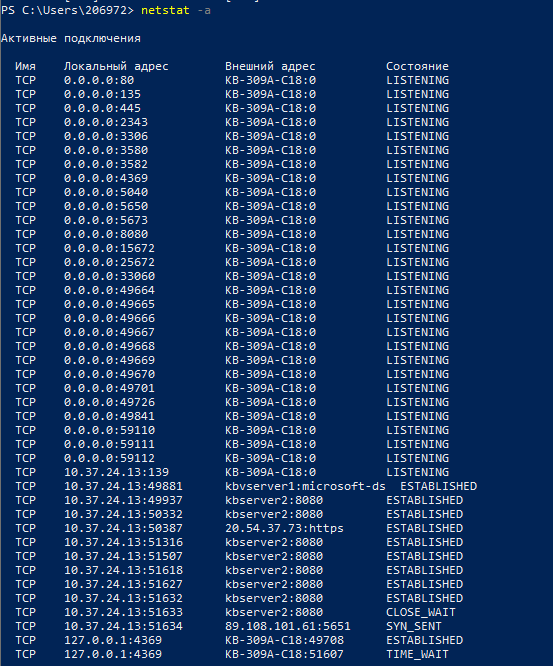 PS C:\Users\206972> netstat -a
Активные подключения
Имя Локальный адрес Внешний адрес Состояние
TCP 0.0.0.0:80 KB-309A-C18:0 LISTENING
TCP 0.0.0.0:135 KB-309A-C18:0 LISTENING
TCP 0.0.0.0:445 KB-309A-C18:0 LISTENING
TCP 0.0.0.0:2343 KB-309A-C18:0 LISTENING
TCP 0.0.0.0:3306 KB-309A-C18:0 LISTENING
TCP 0.0.0.0:3580 KB-309A-C18:0 LISTENING
TCP 0.0.0.0:3582 KB-309A-C18:0 LISTENING
TCP 0.0.0.0:4369 KB-309A-C18:0 LISTENING
TCP 0.0.0.0:5040 KB-309A-C18:0 LISTENING
TCP 0.0.0.0:5650 KB-309A-C18:0 LISTENING
TCP 0.0.0.0:5673 KB-309A-C18:0 LISTENING
TCP 0.0.0.0:8080 KB-309A-C18:0 LISTENING
TCP 0.0.0.0:15672 KB-309A-C18:0 LISTENING
TCP 0.0.0.0:25672 KB-309A-C18:0 LISTENING
TCP 0.0.0.0:33060 KB-309A-C18:0 LISTENING
TCP 0.0.0.0:49664 KB-309A-C18:0 LISTENING
TCP 0.0.0.0:49665 KB-309A-C18:0 LISTENING
TCP 0.0.0.0:49666 KB-309A-C18:0 LISTENING
TCP 0.0.0.0:49667 KB-309A-C18:0 LISTENING
TCP 0.0.0.0:49668 KB-309A-C18:0 LISTENING
TCP 0.0.0.0:49669 KB-309A-C18:0 LISTENING
TCP 0.0.0.0:49670 KB-309A-C18:0 LISTENING
TCP 0.0.0.0:49701 KB-309A-C18:0 LISTENING
TCP 0.0.0.0:49726 KB-309A-C18:0 LISTENING
TCP 0.0.0.0:49841 KB-309A-C18:0 LISTENING
TCP 0.0.0.0:59110 KB-309A-C18:0 LISTENING
TCP 0.0.0.0:59111 KB-309A-C18:0 LISTENING
TCP 0.0.0.0:59112 KB-309A-C18:0 LISTENING
TCP 10.37.24.13:139 KB-309A-C18:0 LISTENING
TCP 10.37.24.13:49881 kbvserver1:microsoft-ds ESTABLISHED
TCP 10.37.24.13:49937 kbserver2:8080 ESTABLISHED
TCP 10.37.24.13:50332 kbserver2:8080 ESTABLISHED
TCP 10.37.24.13:50387 20.54.37.73:https ESTABLISHED
TCP 10.37.24.13:51316 kbserver2:8080 ESTABLISHED
TCP 10.37.24.13:51507 kbserver2:8080 ESTABLISHED
TCP 10.37.24.13:51618 kbserver2:8080 ESTABLISHED
TCP 10.37.24.13:51627 kbserver2:8080 ESTABLISHED
TCP 10.37.24.13:51632 kbserver2:8080 ESTABLISHED
TCP 10.37.24.13:51633 kbserver2:8080 CLOSE_WAIT
TCP 10.37.24.13:51634 89.108.101.61:5651 SYN_SENT
TCP 127.0.0.1:4369 KB-309A-C18:49708 ESTABLISHED
TCP 127.0.0.1:4369 KB-309A-C18:51607 TIME_WAIT